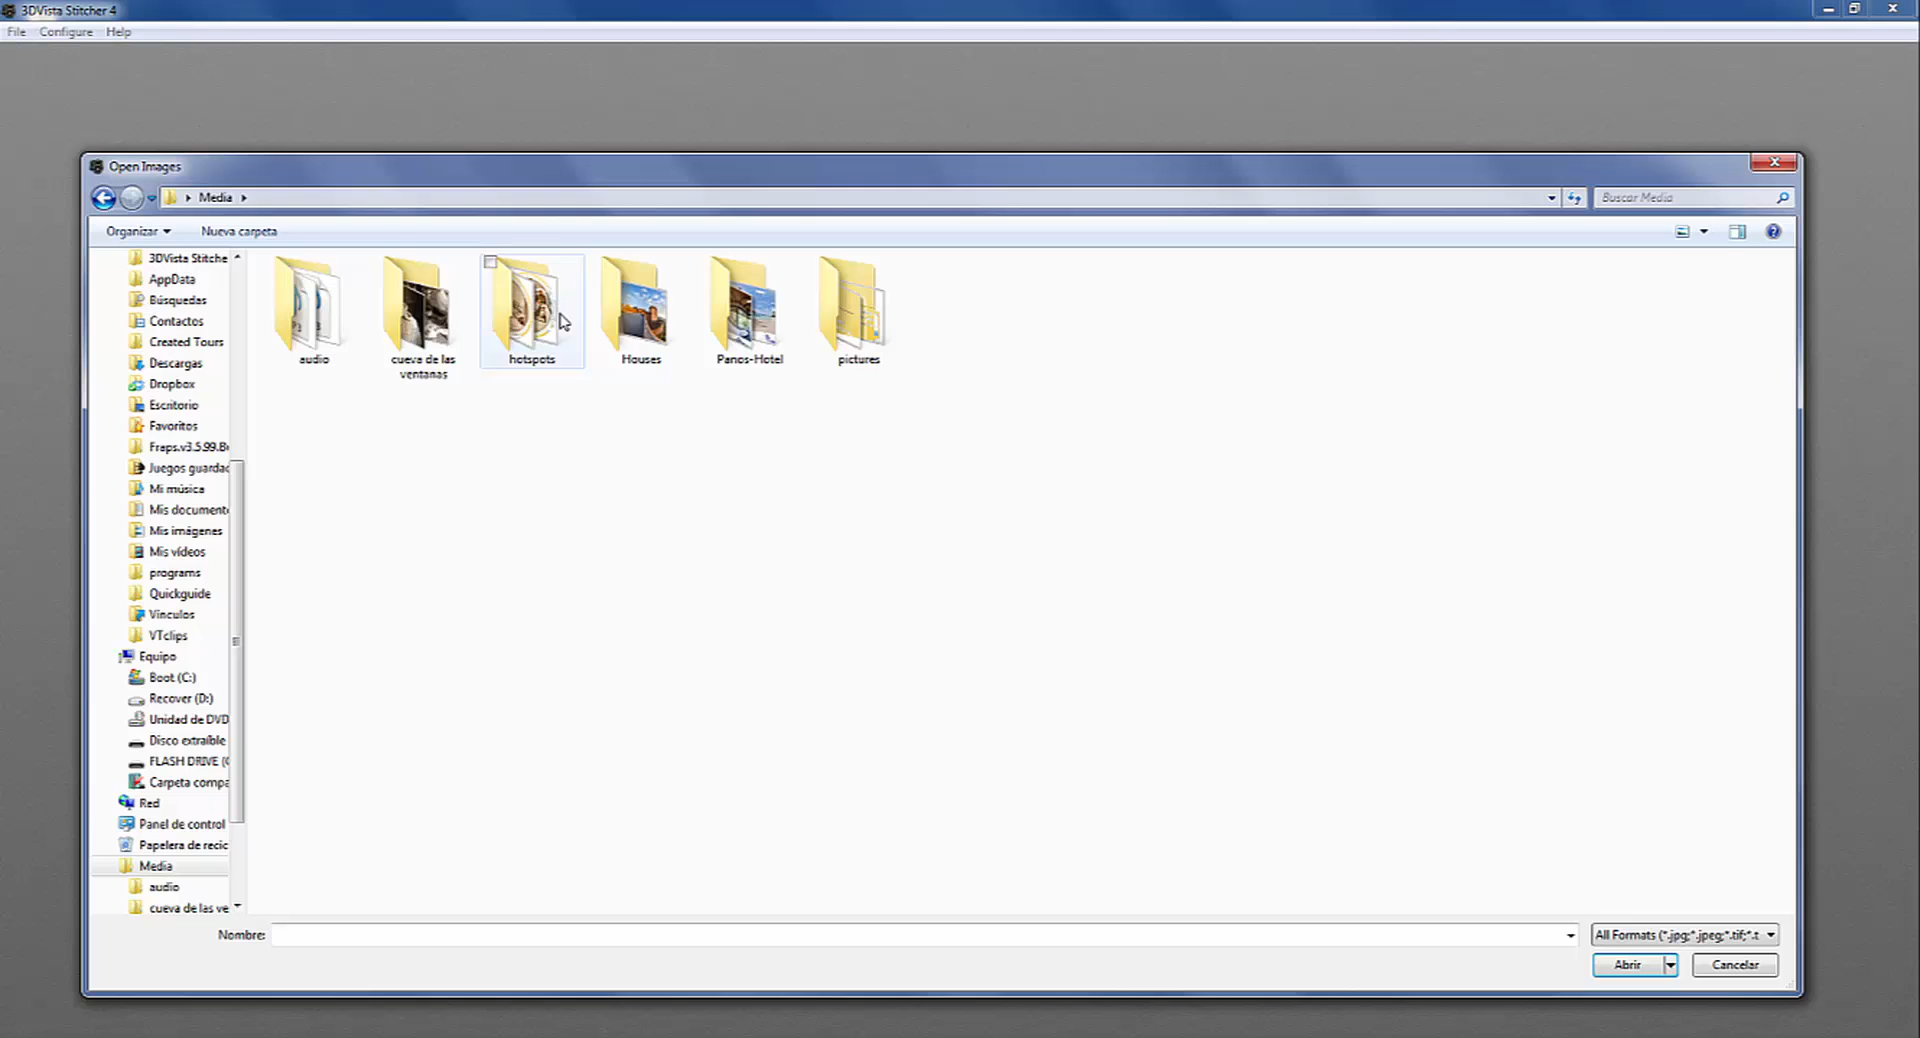 3DVista Stitcher 4
File Configure Help
Open Images
Media
Buscar Media
Organizar
Nueva carpeta
3DVista Stitche
AppData
Búsquedas
Contactos
Created Tours
Descargas
Dropbox
Escritorio
Favoritos
Fraps.v3.5.99.Bu
Juegos guardad
Mi música
Mis document
Mis imágenes
Mis vídeos
programs
Quickguide
Vínculos
VTclips
Equipo
Boot (C:)
Recover (D:)
Unidad de DVD
Disco extraíble
FLASH DRIVE (
Carpeta compa
Red
Panel de control
Papelera de recic
Media
audio
cueva de las ve
audio
cueva de las
ventanas
hotspots
Houses
Panos-Hotel
pictures
Nombre:
All Formats (*.jpg;*.jpeg;*.tif;*.t
Abrir
Cancelar